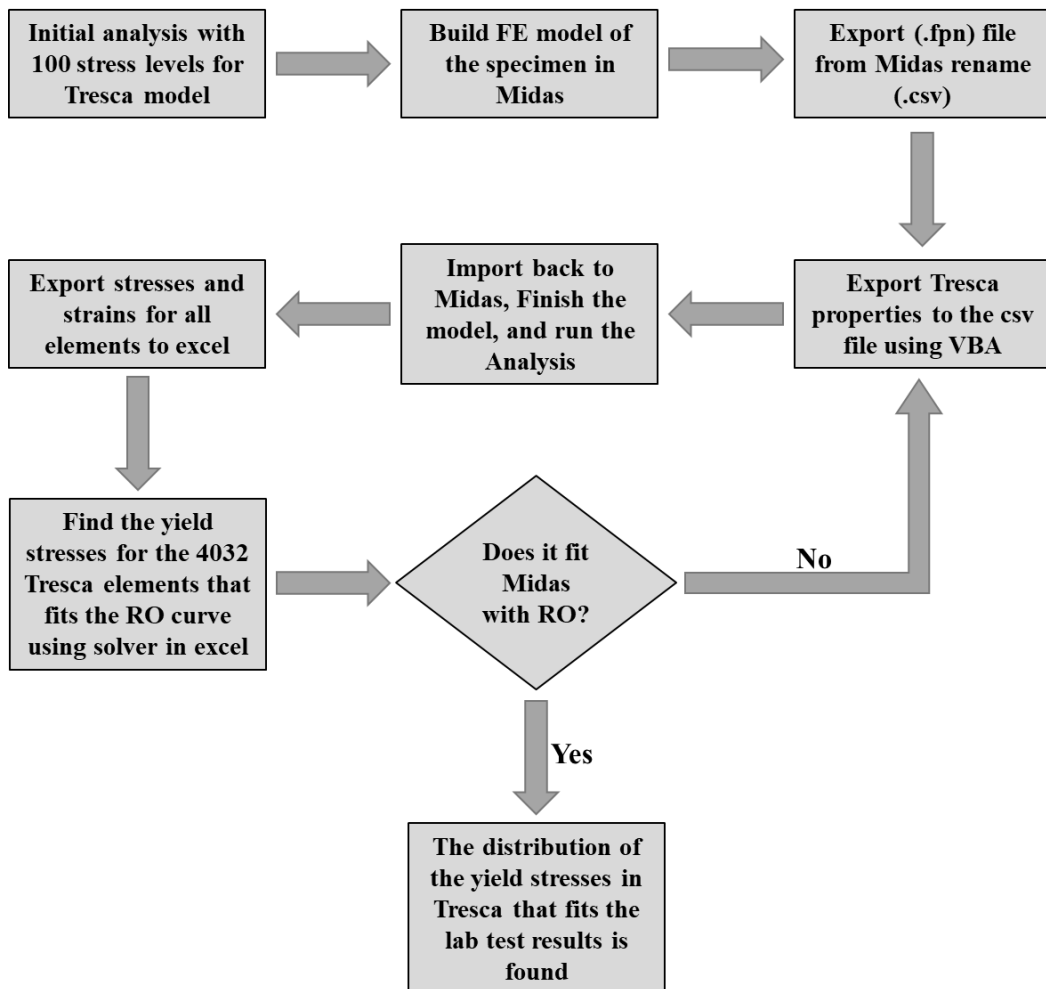 Initial analysis with
100 stress levels for
Tresca model
Build FE model of
the specimen in
Midas
Export (.fpn) file
from Midas rename
(.csv)
Export Tresca
properties to the csv
file using VBA
Import back to
Midas, Finish the
model, and run the
Analysis
Export stresses and
strains for all
elements to excel
Find the yield
stresses for the 4032
Tresca elements that
fits the RO curve
using solver in excel
Does it fit
Midas
with RO?
No
Yes
The distribution of
the yield stresses in
Tresca that fits the
lab test results is
found